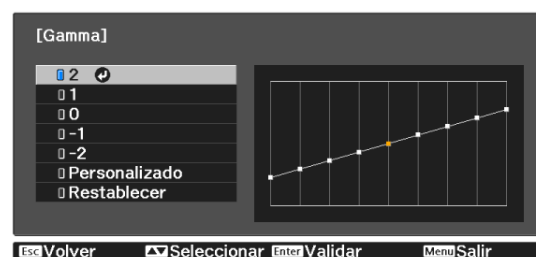 [Gamma]
2
1
0
-1
-2
Personalizado
Restablecer
Esc Volver Seleccionar Enter Validar Menu Salir